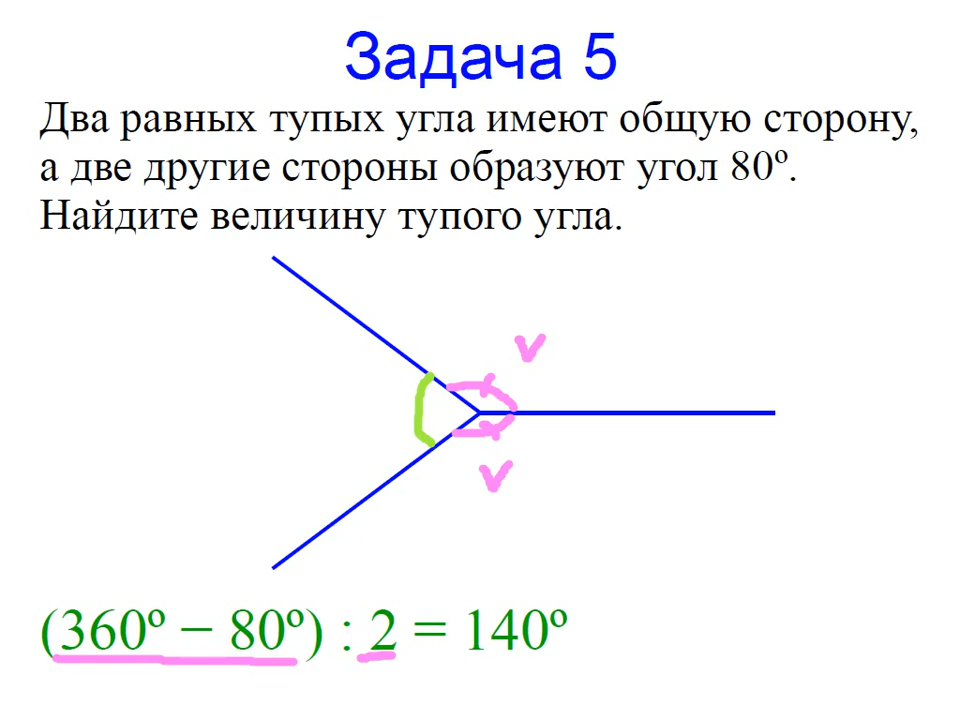 Задача 5
Два равных тупых угла имеют общую сторону,
а две другие стороны образуют угол 80º.
Найдите величину тупого угла.
(360º − 80º) : 2 = 140º